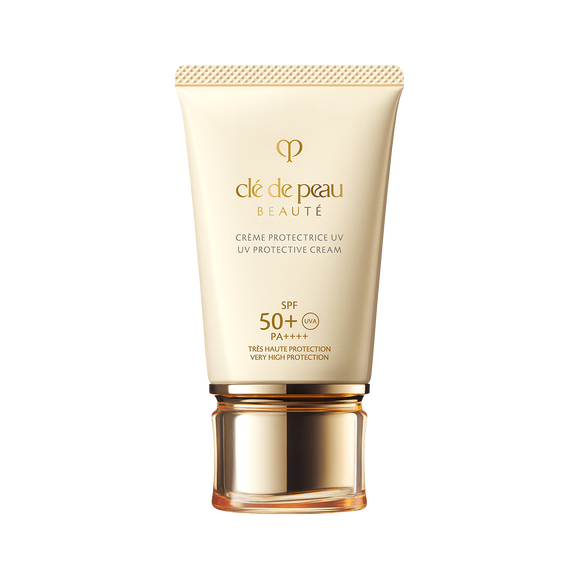 clé de peau
BEAUTÉ
CRÈME PROTECTRICE UV
UV PROTECTIVE CREAM
SPF
50+ UVA
PA++++
TRÈS HAUTE PROTECTION
VERY HIGH PROTECTION